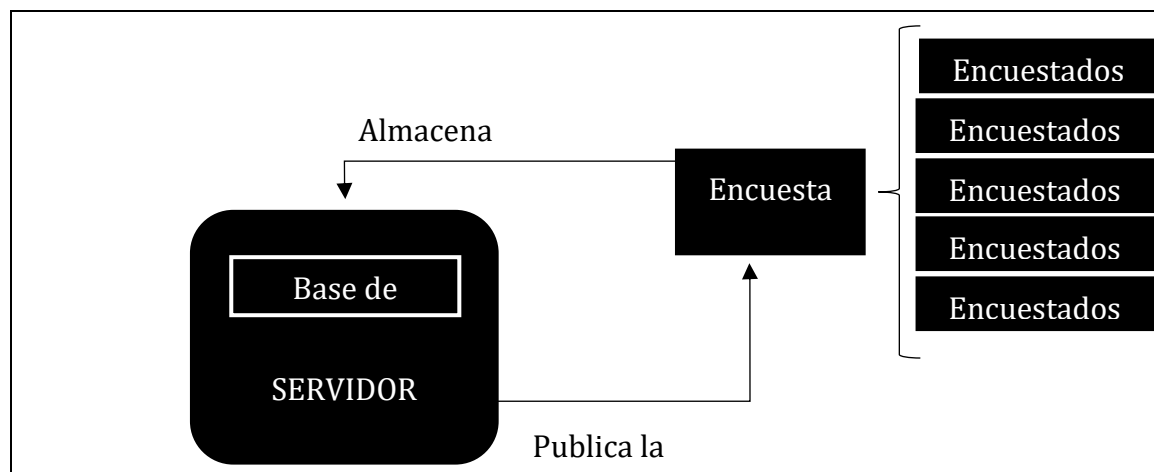 Almacena
Encuesta
Encuestados
Encuestados
Encuestados
Encuestados
Encuestados
Base de
SERVIDOR
Publica la